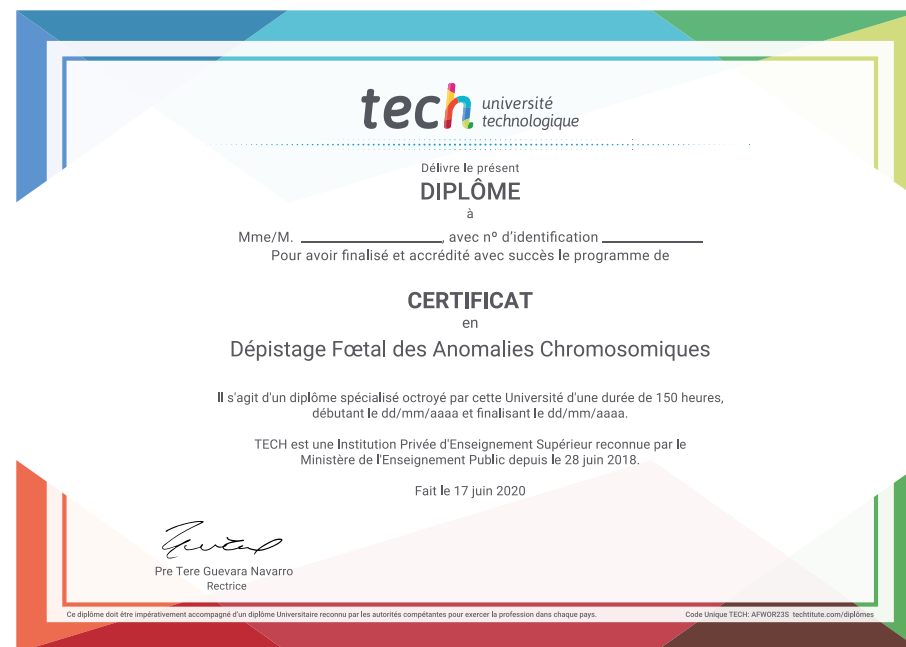 tech université
technologique
Délivre le présent
DIPLÔME
à
Mme/M. ____________________, avec nº d'identification ______________
Pour avoir finalisé et accrédité avec succès le programme de
CERTIFICAT
en
Dépistage Fœtal des Anomalies Chromosomiques
Il s'agit d'un diplôme spécialisé octroyé par cette Université d'une durée de 150 heures,
débutant le dd/mm/aaaa et finalisant le dd/mm/aaaa.
TECH est une Institution Privée d'Enseignement Supérieur reconnue par le
Ministère de l'Enseignement Public depuis le 28 juin 2018.
Fait le 17 juin 2020
Pre Tere Guevara Navarro
Rectrice
Ce diplôme doit être impérativement accompagné d'un diplôme Universitaire reconnu par les autorités compétantes pour exercer la profession dans chaque pays.
Code Unique TECH: AFWOR23S techtitute.com/diplômes